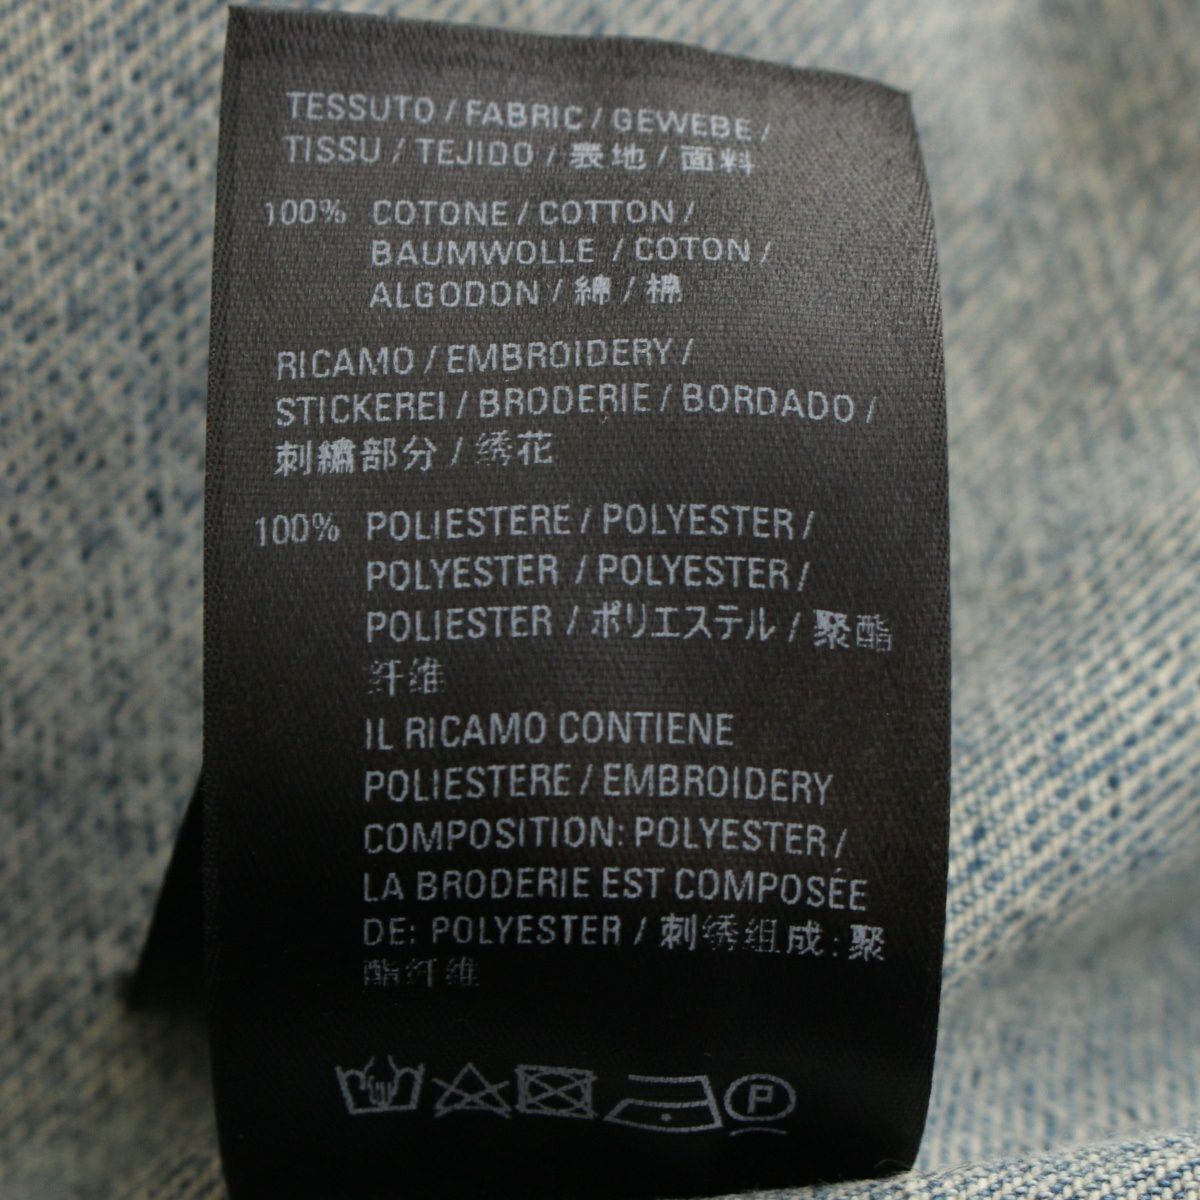 TESSUTO / FABRIC / GEWEBE /
TISSU / TEJIDO / 表地 / 面料
100% COTONE / COTTON /
BAUMWOLLE / COTON /
ALGODON / 綿 / 棉
RICAMO / EMBROIDERY /
STICKEREI / BRODERIE / BORDADO /
刺繍部分 / 绣花
100% POLIESTERE / POLYESTER /
POLYESTER / POLYESTER /
POLIESTER / ポリエステル / 聚酯
纤维
IL RICAMO CONTIENE
POLIESTERE / EMBROIDERY
COMPOSITION: POLYESTER /
LA BRODERIE EST COMPOSÉE
DE: POLYESTER / 刺绣组成: 聚
酯纤维
P